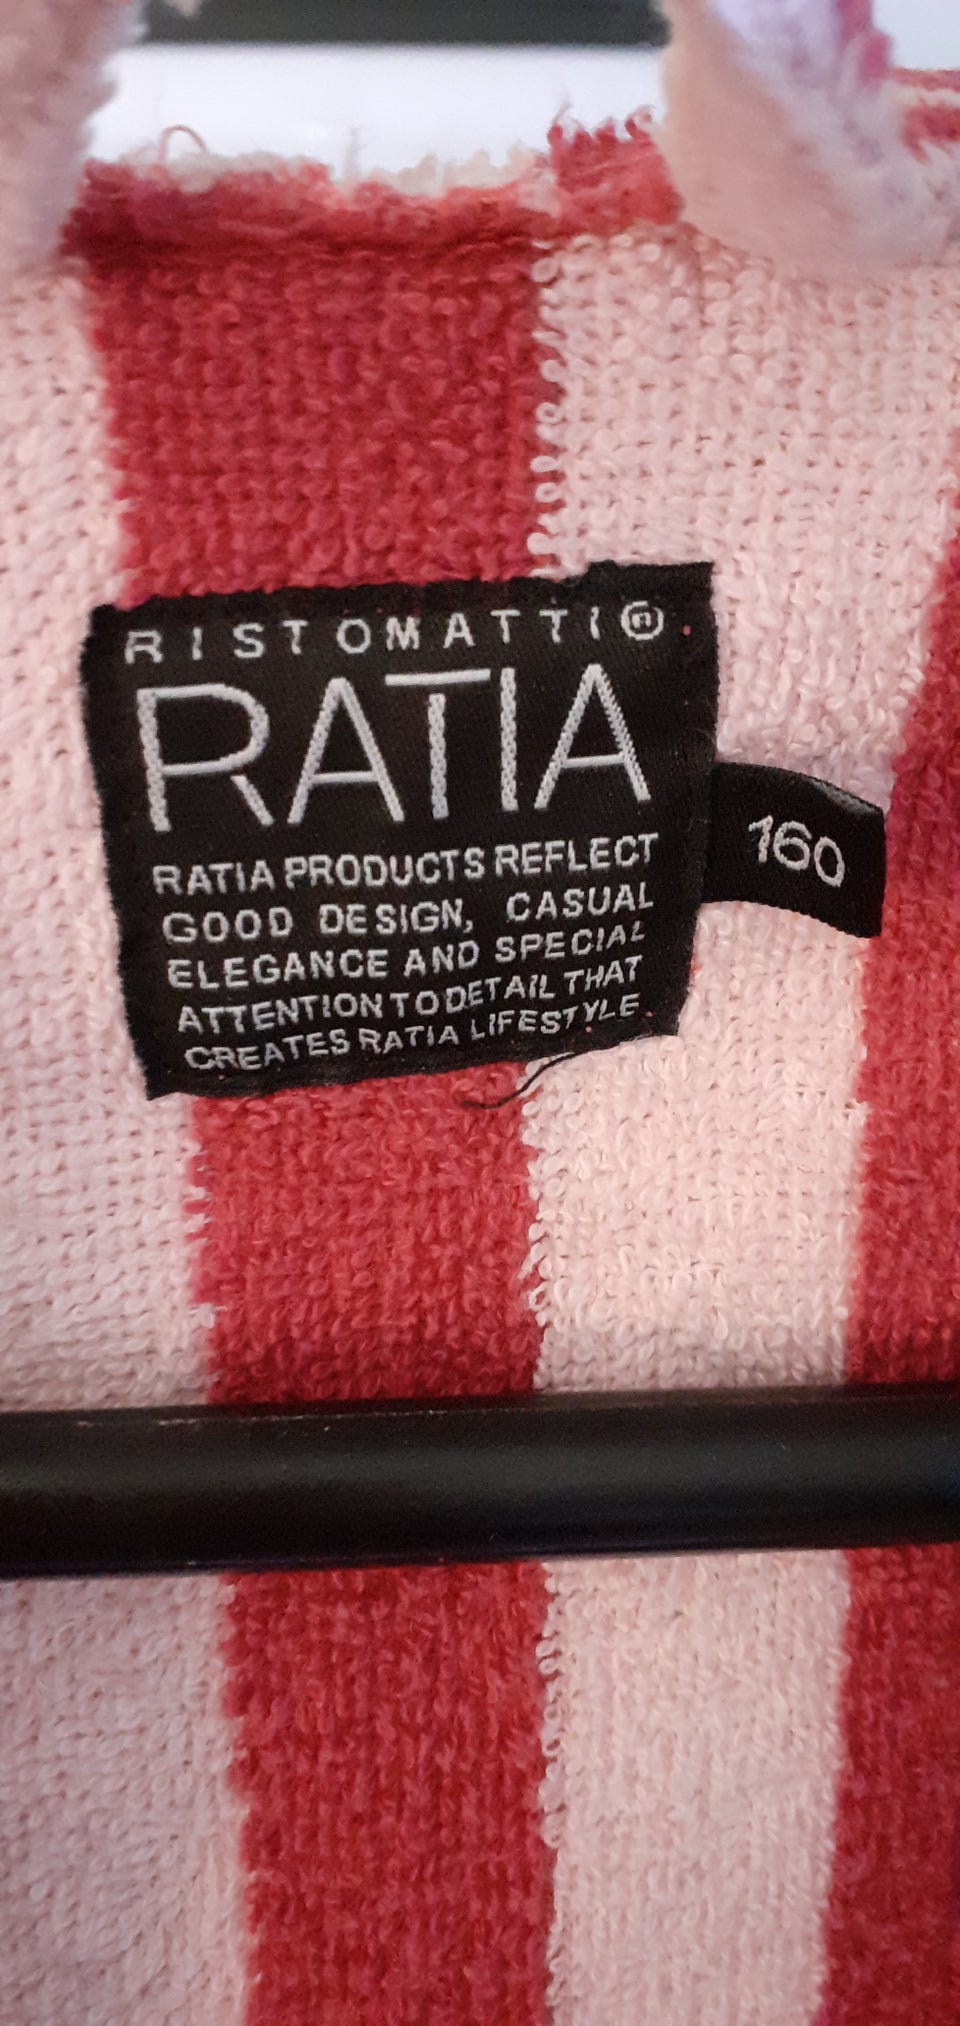 RISTOMATTI®
RATIA
RATIA PRODUCTS REFLECT
GOOD DESIGN, CASUAL
ELEGANCE AND SPECIAL
ATTENTION TO DETAIL THAT
CREATES RATIA LIFESTYLE.
160